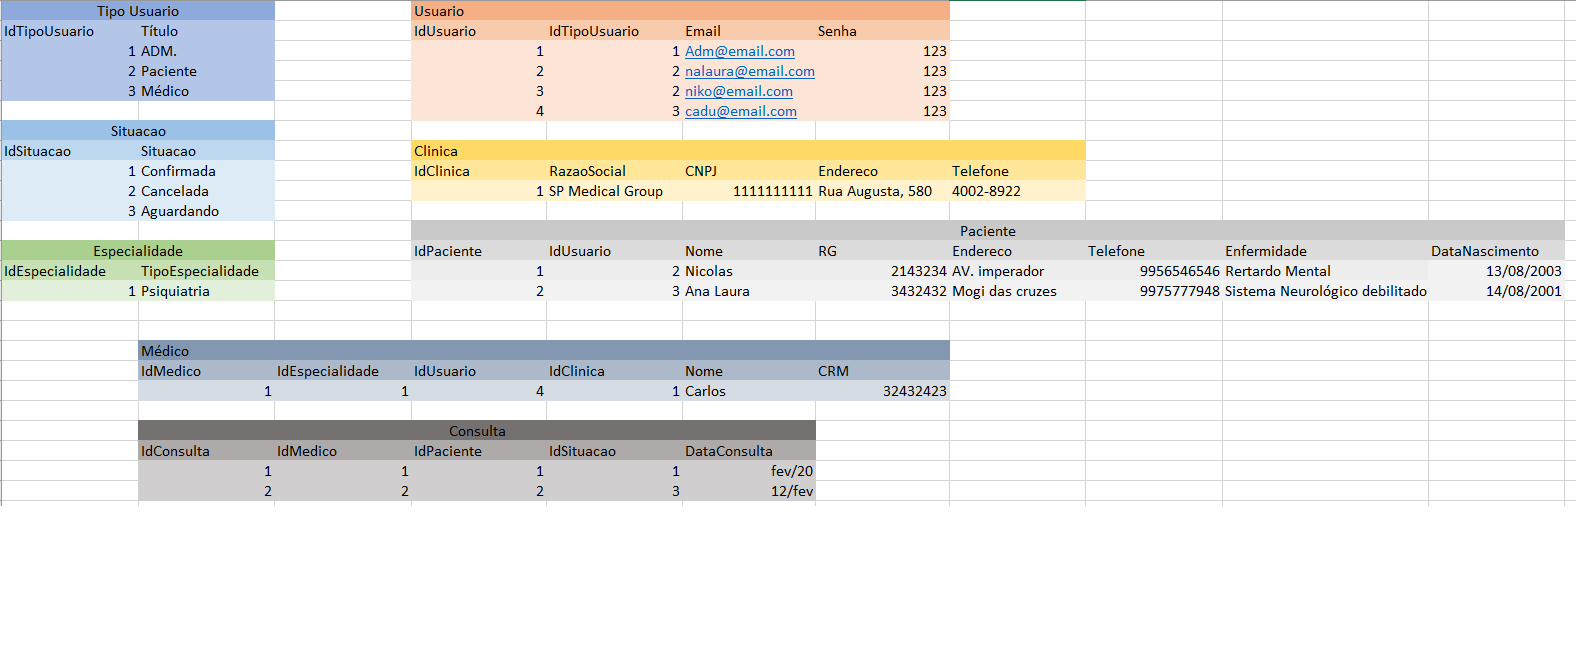 Tipo Usuario
IdTipoUsuario Título
1 ADM.
2 Paciente
3 Médico
Usuario
IdUsuario IdTipoUsuario Email Senha
1 1 Adm@email.com 123
2 2 nalaura@email.com 123
3 2 niko@email.com 123
4 3 cadu@email.com 123
Situacao
IdSituacao Situacao
1 Confirmada
2 Cancelada
3 Aguardando
Clinica
IdClinica RazaoSocial CNPJ Endereco Telefone
1 SP Medical Group 1111111111 Rua Augusta, 580 4002-8922
Paciente
IdPaciente IdUsuario Nome RG Endereco Telefone Enfermidade DataNascimento
1 2 Nicolas 2143234 AV. imperador 9956546546 Rertardo Mental 13/08/2003
2 3 Ana Laura 3432432 Mogi das cruzes 9975777948 Sistema Neurológico debilitado 14/08/2001
Especialidade
IdEspecialidade TipoEspecialidade
1 Psiquiatria
Médico
IdMedico IdEspecialidade IdUsuario IdClinica Nome CRM
1 1 4 1 Carlos 32432423
Consulta
IdConsulta IdMedico IdPaciente IdSituacao DataConsulta
1 1 1 1 fev/20
2 2 2 3 12/fev